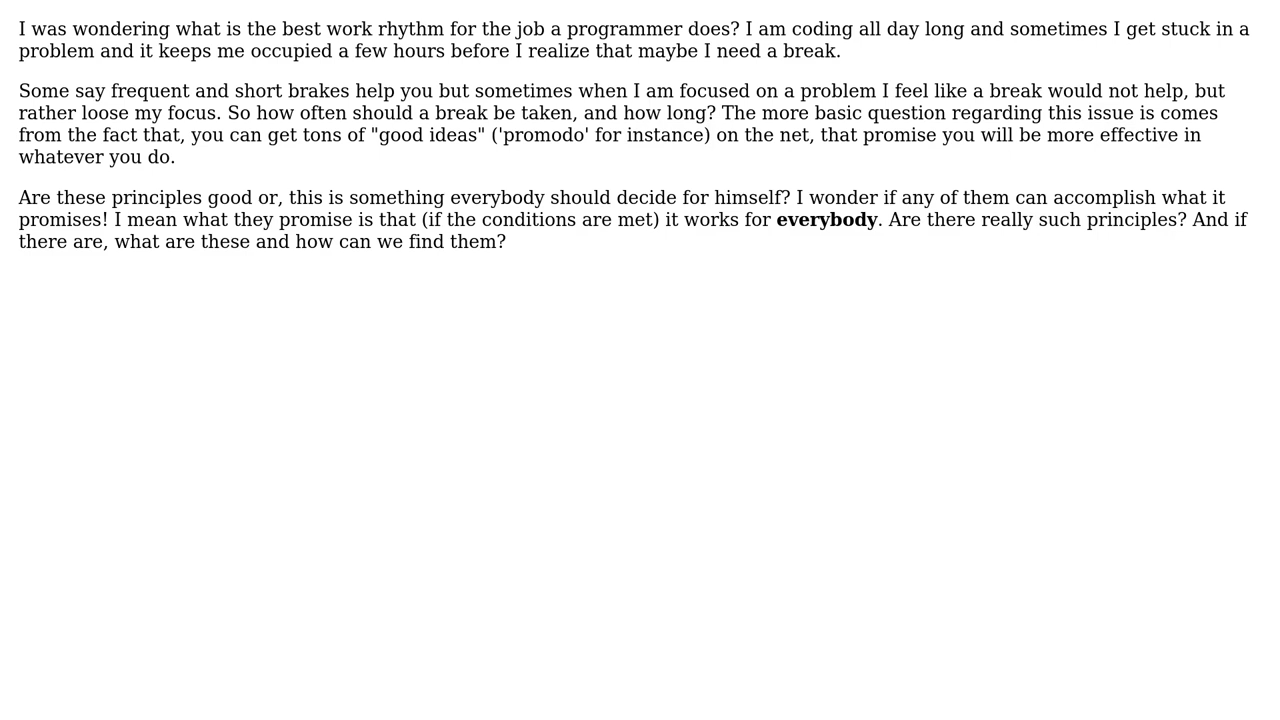 I was wondering what is the best work rhythm for the job a programmer does? I am coding all day long and sometimes I get stuck in a
problem and it keeps me occupied a few hours before I realize that maybe I need a break.
Some say frequent and short brakes help you but sometimes when I am focused on a problem I feel like a break would not help, but
rather loose my focus. So how often should a break be taken, and how long? The more basic question regarding this issue is comes
from the fact that, you can get tons of "good ideas" ('promodo' for instance) on the net, that promise you will be more effective in
whatever you do.
Are these principles good or, this is something everybody should decide for himself? I wonder if any of them can accomplish what it
promises! I mean what they promise is that (if the conditions are met) it works for everybody. Are there really such principles? And if
there are, what are these and how can we find them?